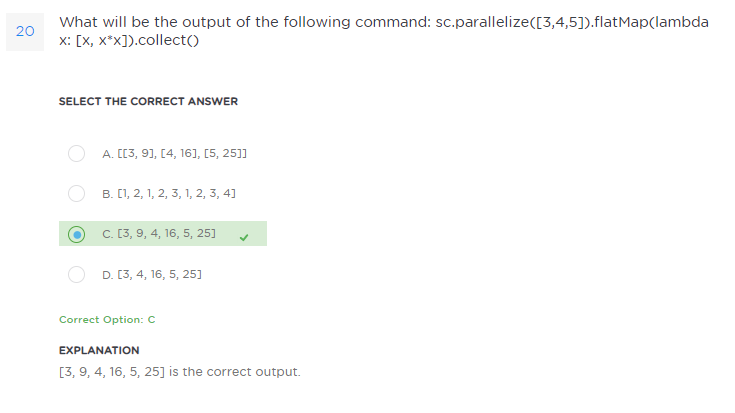 20
What will be the output of the following command: sc.parallelize([3,4,5]).flatMap(lambda
x: [x, x*x]).collect()
SELECT THE CORRECT ANSWER
A. [[3, 9], [4, 16], [5, 25]]
B. [1, 2, 1, 2, 3, 1, 2, 3, 4]
C. [3, 9, 4, 16, 5, 25]
D. [3, 4, 16, 5, 25]
Correct Option: C
EXPLANATION
[3, 9, 4, 16, 5, 25] is the correct output.